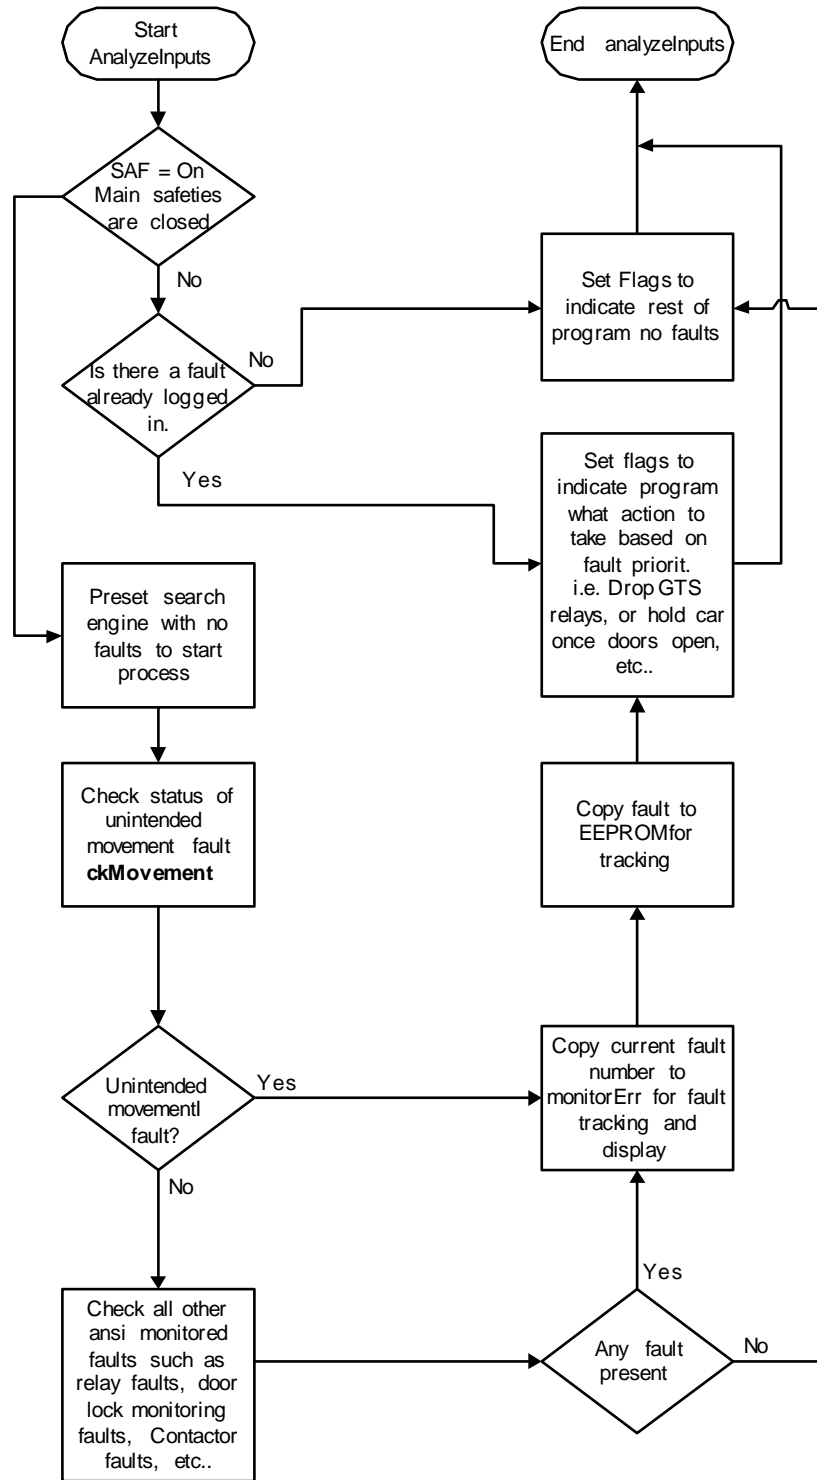 Start
AnalyzeInputs
End analyzeInputs
SAF = On
Main safeties
are closed
No
Set Flags to
indicate rest of
program no faults
Is there a fault
already logged
in.
No
Yes
Set flags to
indicate program
what action to
take based on
fault priorit.
i.e. Drop GTS
relays, or hold car
once doors open,
etc..
Preset search
engine with no
faults to start
process
Check status of
unintended
movement fault
ckMovement
Copy fault to
EEPROMfor
tracking
Unintended
movementl
fault?
Yes
No
Copy current fault
number to
monitorErr for fault
tracking and
display
Check all other
ansi monitored
faults such as
relay faults, door
lock monitoring
faults, Contactor
faults, etc..
Yes
Any fault
present
No